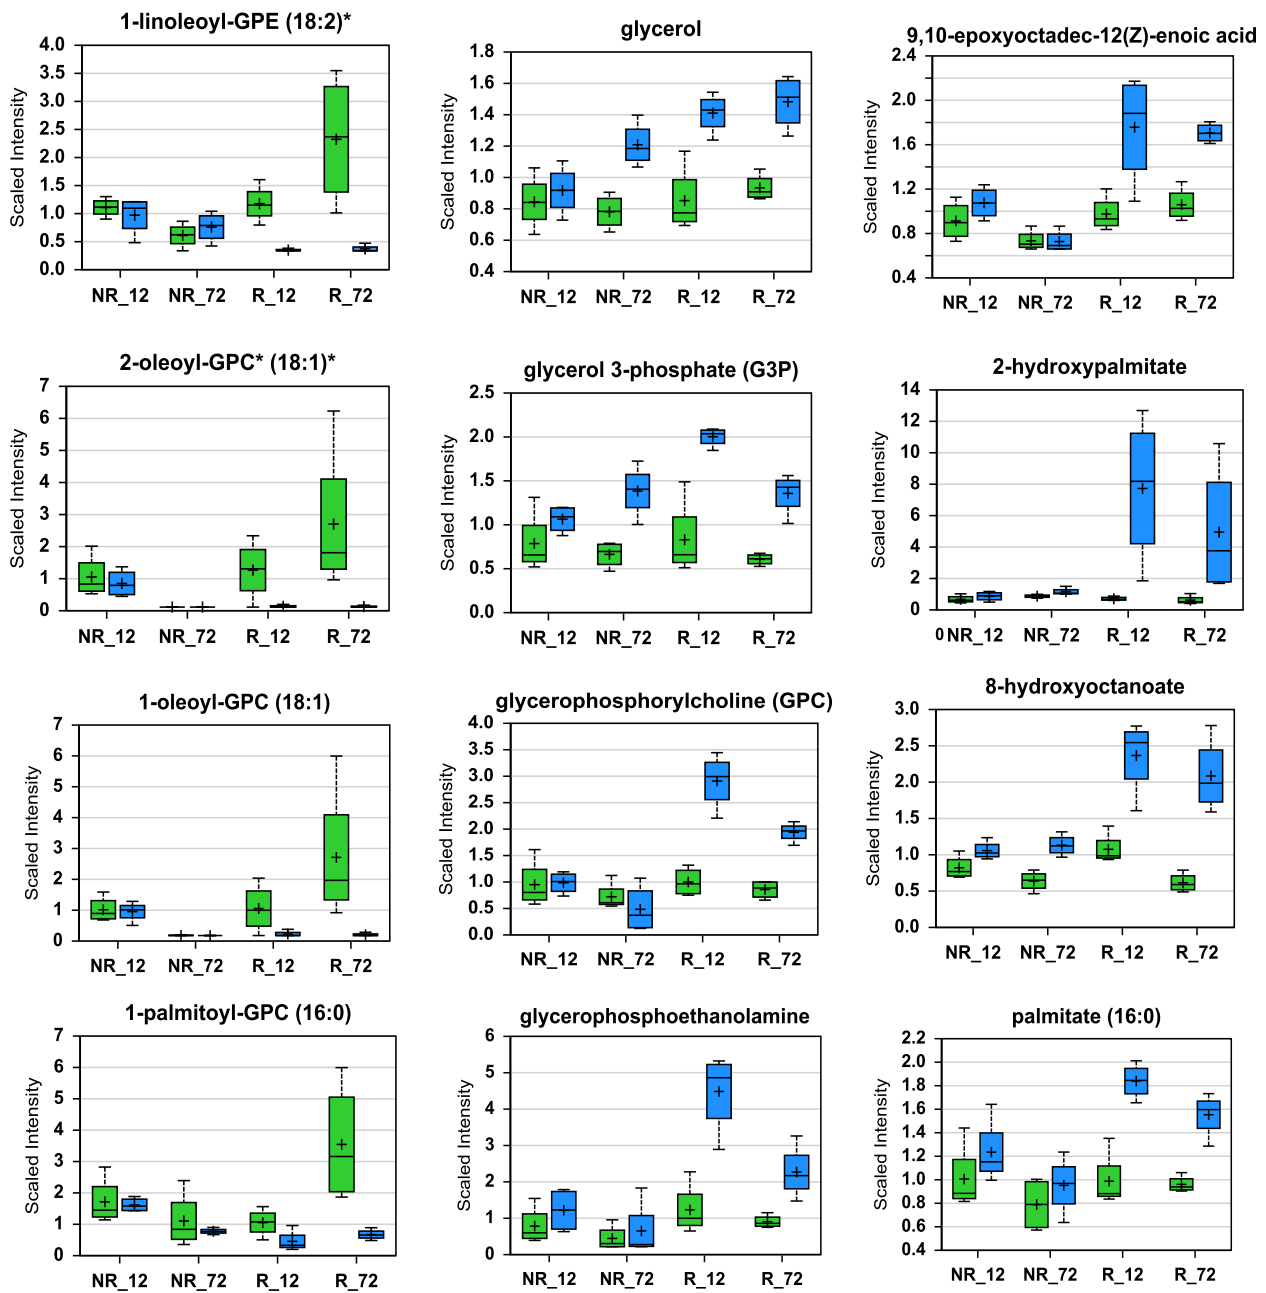 1-linoleoyl-GPE (18:2)*
Scaled Intensity
4.0
3.5
3.0
2.5
2.0
1.5
1.0
0.5
0.0
NR_12 NR_72 R_12 R_72
glycerol
Scaled Intensity
1.8
1.6
1.4
1.2
1.0
0.8
0.6
0.4
NR_12 NR_72 R_12 R_72
9,10-epoxyoctadec-12(Z)-enoic acid
Scaled Intensity
2.4
2.0
1.6
1.2
0.8
0.4
NR_12 NR_72 R_12 R_72
2-oleoyl-GPC* (18:1)*
Scaled Intensity
7
6
5
4
3
2
1
0
NR_12 NR_72 R_12 R_72
glycerol 3-phosphate (G3P)
Scaled Intensity
2.5
2.0
1.5
1.0
0.5
0.0
NR_12 NR_72 R_12 R_72
2-hydroxypalmitate
Scaled Intensity
14
12
10
8
6
4
2
0 NR_12 NR_72 R_12 R_72
1-oleoyl-GPC (18:1)
Scaled Intensity
7
6
5
4
3
2
1
0
NR_12 NR_72 R_12 R_72
glycerophosphorylcholine (GPC)
Scaled Intensity
4.0
3.5
3.0
2.5
2.0
1.5
1.0
0.5
0.0
NR_12 NR_72 R_12 R_72
8-hydroxyoctanoate
Scaled Intensity
3.0
2.5
2.0
1.5
1.0
0.5
0.0
NR_12 NR_72 R_12 R_72
1-palmitoyl-GPC (16:0)
Scaled Intensity
7
6
5
4
3
2
1
0
NR_12 NR_72 R_12 R_72
glycerophosphoethanolamine
Scaled Intensity
6
5
4
3
2
1
0
NR_12 NR_72 R_12 R_72
palmitate (16:0)
Scaled Intensity
2.2
2.0
1.8
1.6
1.4
1.2
1.0
0.8
0.6
0.4
NR_12 NR_72 R_12 R_72